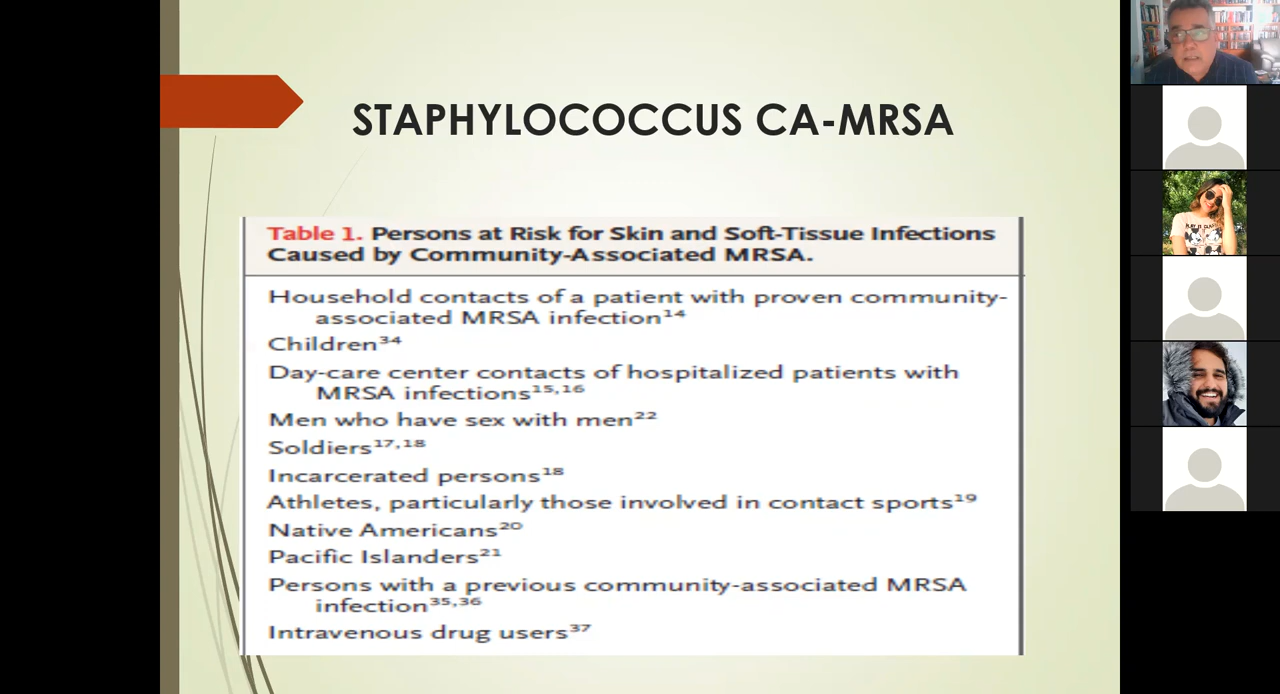 STAPHYLOCOCCUS CA-MRSA
Table 1. Persons at Risk for Skin and Soft-Tissue Infections
Caused by Community-Associated MRSA.
Household contacts of a patient with proven community-
associated MRSA infection¹⁴
Children³⁴
Day-care center contacts of hospitalized patients with
MRSA infections¹⁵,¹⁶
Men who have sex with men²²
Soldiers¹⁷,¹⁸
Incarcerated persons¹⁸
Athletes, particularly those involved in contact sports¹⁹
Native Americans²⁰
Pacific Islanders²¹
Persons with a previous community-associated MRSA
infection³⁵,³⁶
Intravenous drug users³⁷